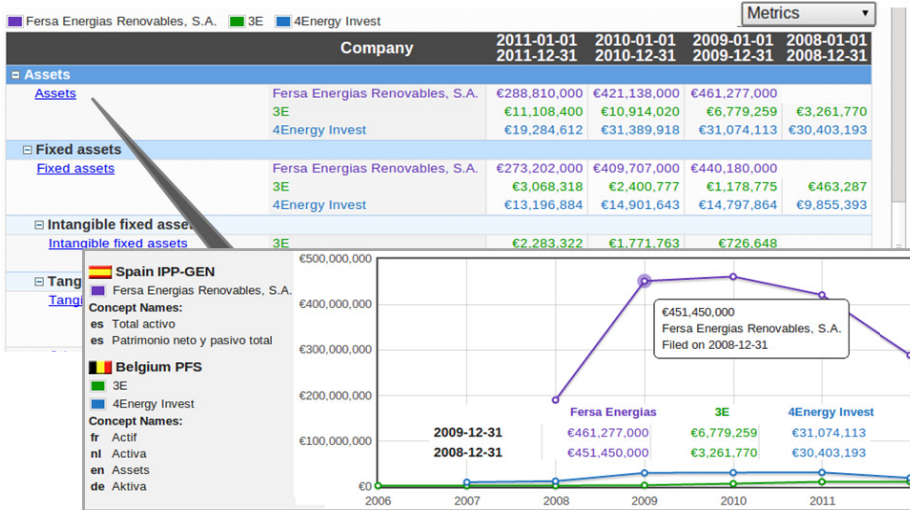 Fersa Energias Renovables, S.A. 3E 4Energy Invest
Metrics
Company 2011-01-01 2010-01-01 2009-01-01 2008-01-01
2011-12-31 2010-12-31 2009-12-31 2008-12-31
Assets
Assets Fersa Energias Renovables, S.A. €288,810,000 €421,138,000 €461,277,000
3E €11,108,400 €10,914,020 €6,779,259 €3,261,770
4Energy Invest €19,284,612 €31,389,918 €31,074,113 €30,403,193
Fixed assets
Fixed assets Fersa Energias Renovables, S.A. €273,202,000 €409,707,000 €440,180,000
3E €3,068,318 €2,400,777 €1,178,775 €463,287
4Energy Invest €13,196,884 €14,901,643 €14,797,864 €9,855,393
Intangible fixed
Intangible fixed assets 3E €2,283,322 €1,771,763 €726,648
Tang
Tangi
Spain IPP-GEN
Fersa Energias Renovables, S.A.
Concept Names:
es Total activo
es Patrimonio neto y pasivo total
Belgium PFS
3E
4Energy Invest
Concept Names:
fr Actif
nl Activa
en Assets
de Aktiva
€500,000,000
€400,000,000
€300,000,000
€200,000,000
€100,000,000
€0
€451,450,000
Fersa Energias Renovables, S.A.
Filed on 2008-12-31
Fersa Energias 3E 4Energy Invest
2009-12-31 €461,277,000 €6,779,259 €31,074,113
2008-12-31 €451,450,000 €3,261,770 €30,403,193
2006 2007 2008 2009 2010 2011